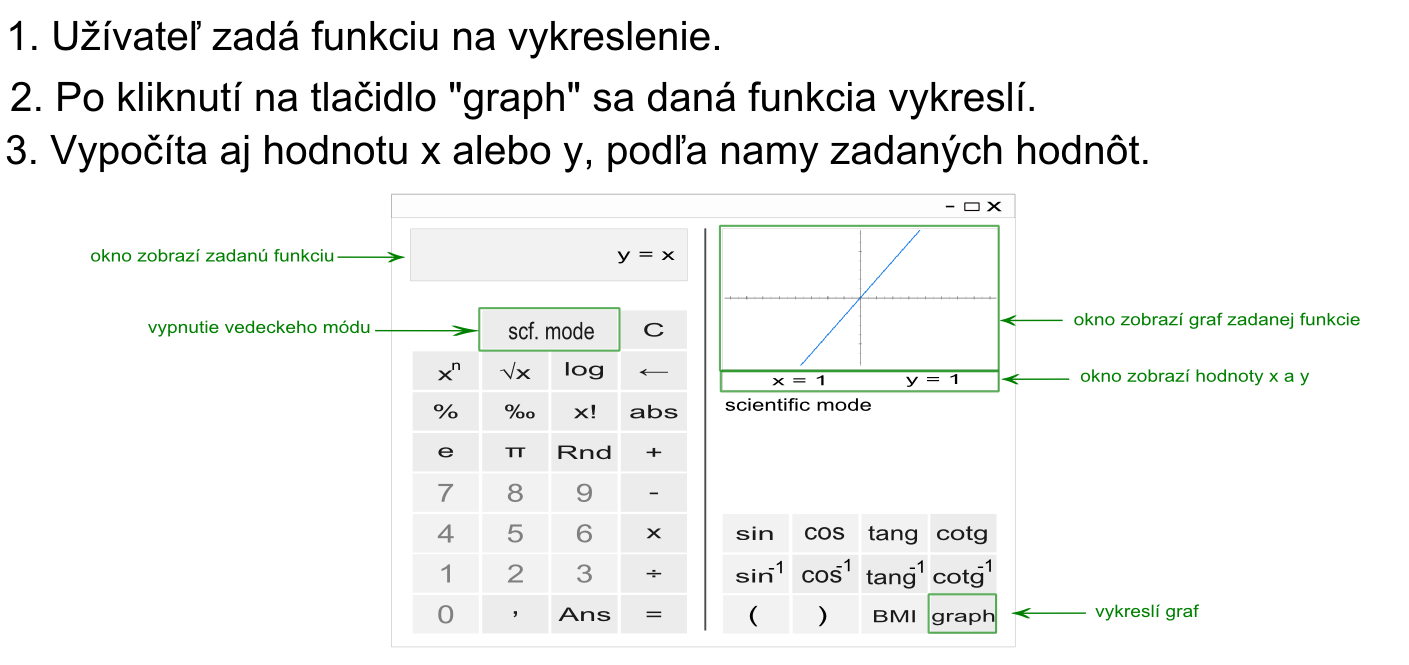 1. Užívateľ zadá funkciu na vykreslenie.
2. Po kliknutí na tlačidlo "graph" sa daná funkcia vykreslí.
3. Vypočíta aj hodnotu x alebo y, podľa namy zadaných hodnôt.
okno zobrazí zadanú funkciu
y = x
vypnutie vedeckeho módu
scf. mode
C
xⁿ √x log ←
% ‰ x! abs
e π Rnd +
7 8 9 -
4 5 6 x
1 2 3 ÷
0 , Ans =
okno zobrazí graf zadanej funkcie
x = 1 y = 1
okno zobrazí hodnoty x a y
scientific mode
sin cos tang cotg
sin⁻¹ cos⁻¹ tang⁻¹ cotg⁻¹
( ) BMI graph
vykreslí graf